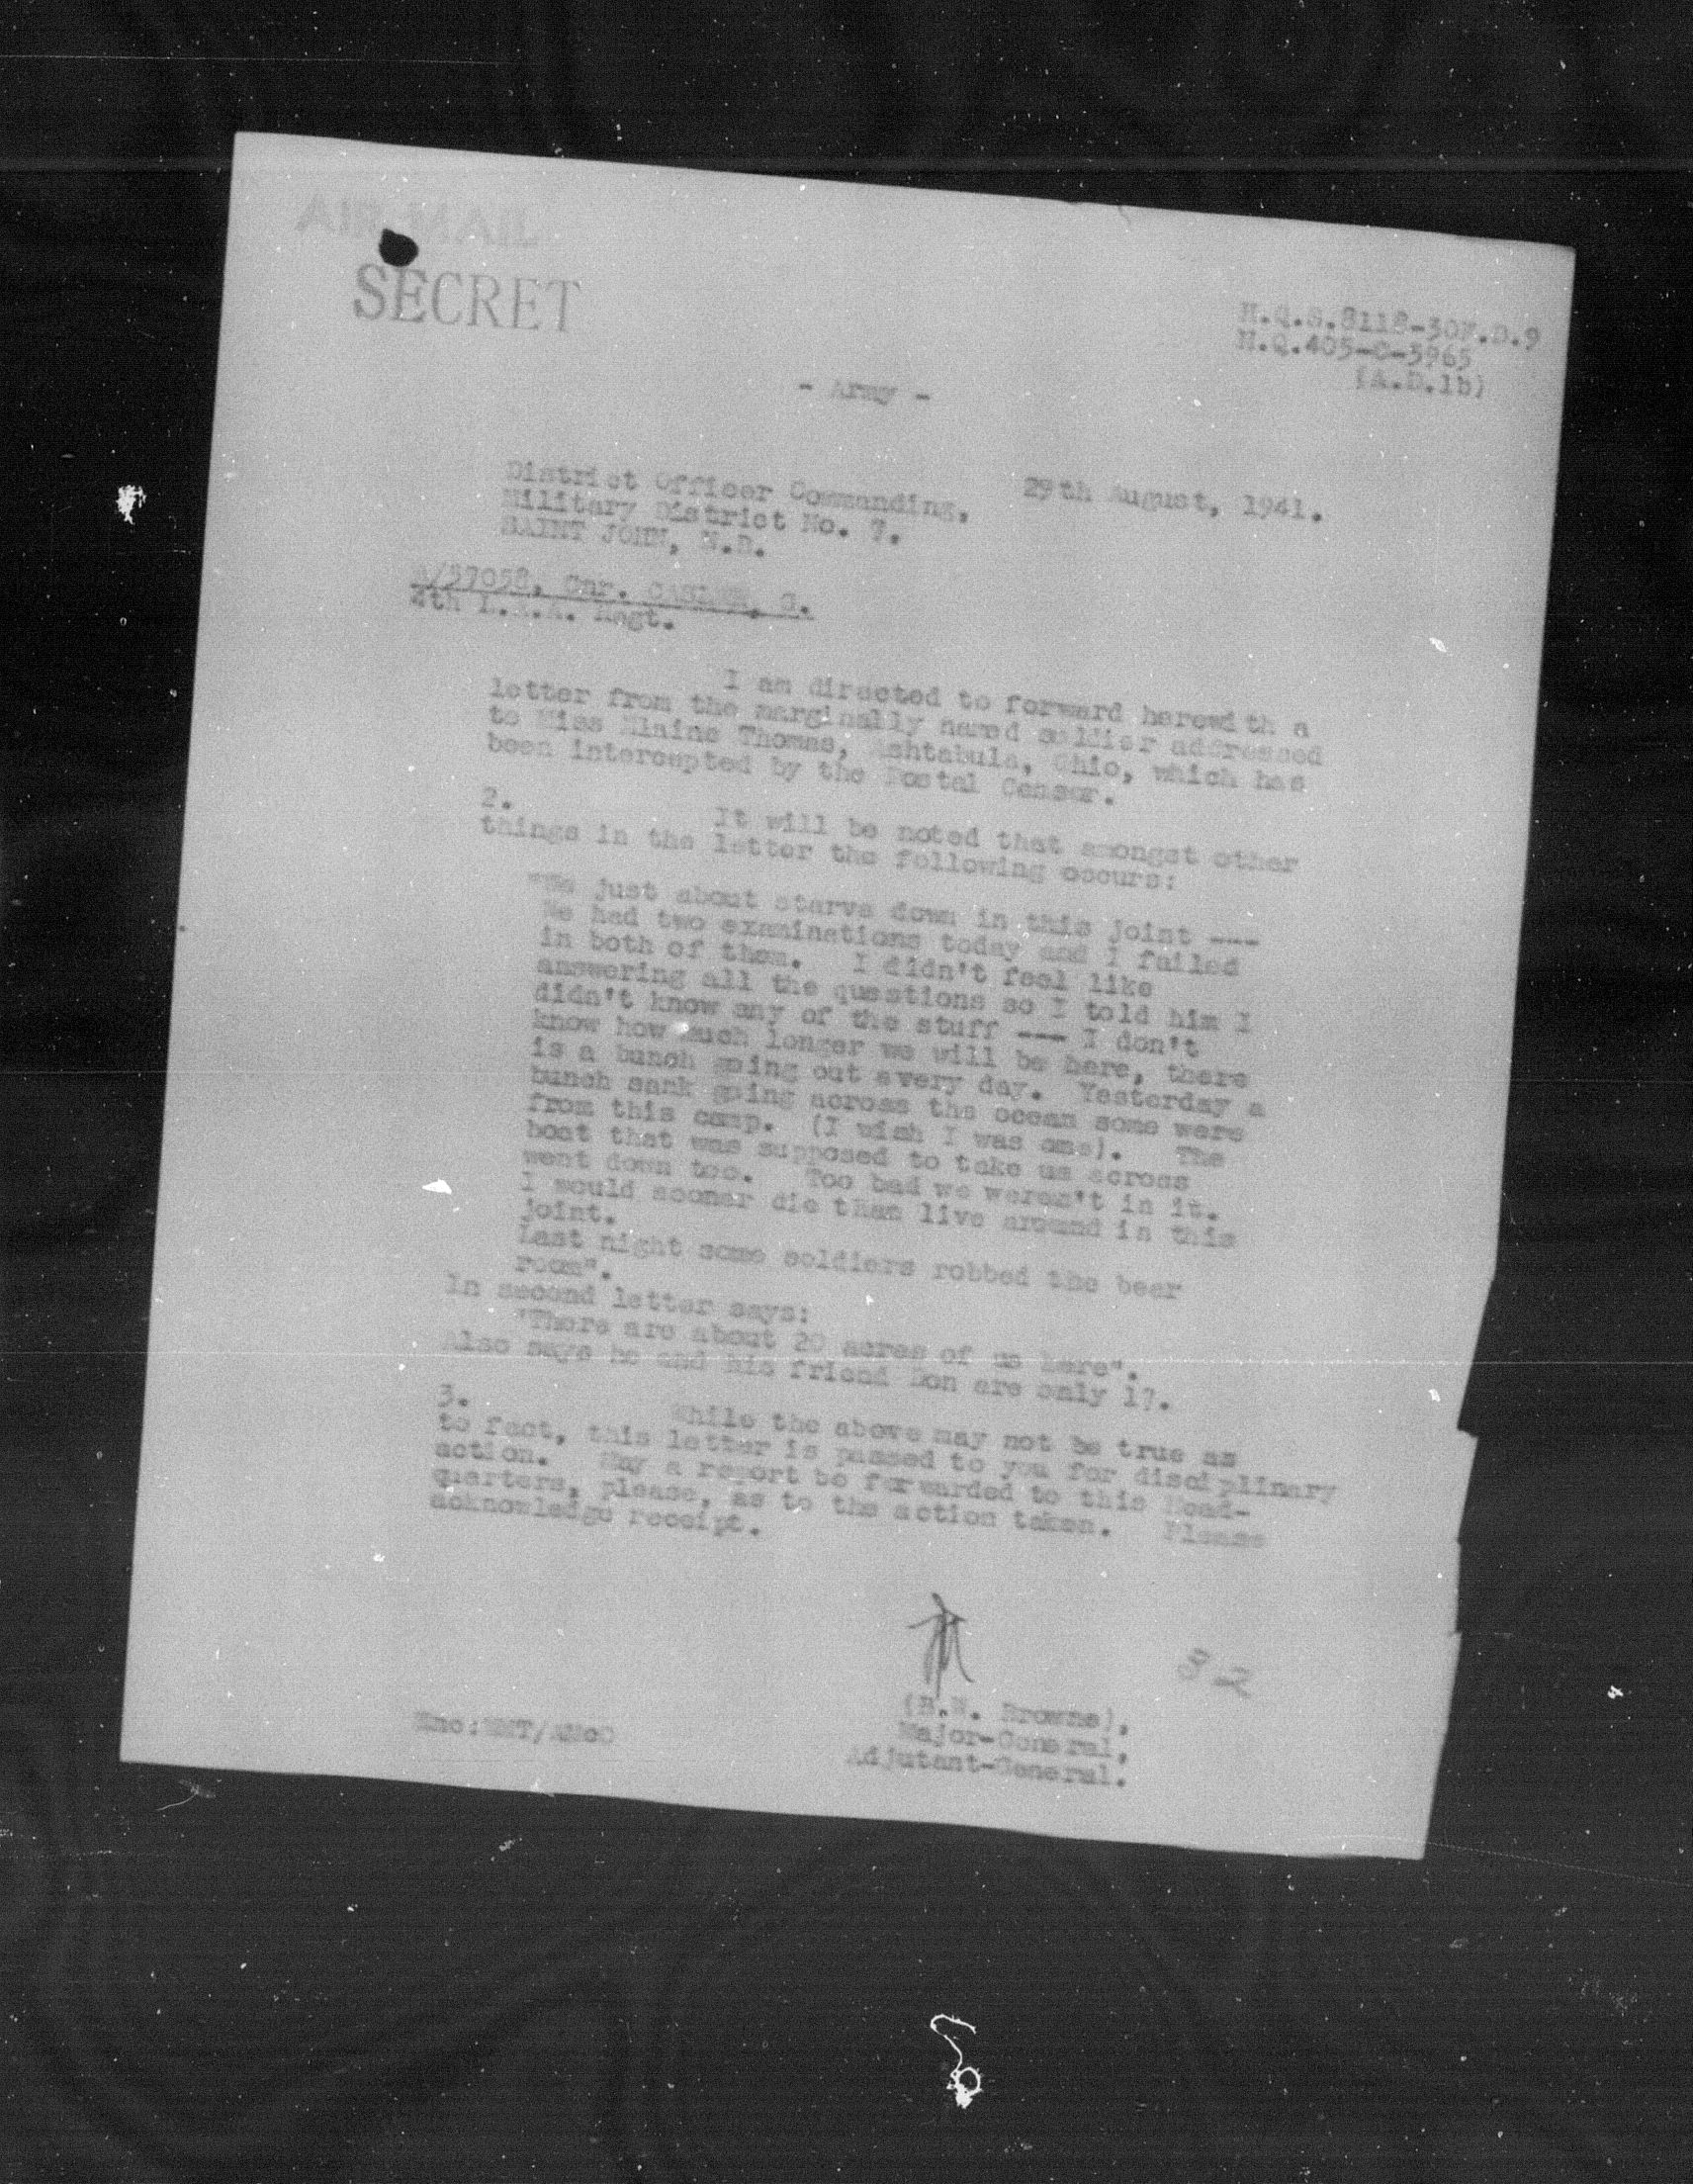 AIR MAIL
SECRET
H.Q.S.8118-30F.D.9
H.Q.405-C-3965
(A.D.1b)
- Army -
District Officer Commanding,
Military District No. 7.
SAINT JOHN, N.B.
29th August, 1941.
Gnr.
4th L.A.A. Regt.
I am directed to forward herewith a
letter from the marginally named soldier addressed
to Miss Elaine Thomas, Ashtabula, Ohio, which has
been intercepted by the Postal Censor.
2. It will be noted that amongst other
things in the letter the following occurs:
"We just about starve down in this joint ---
We had two examinations today and I failed
in both of them. I didn't feel like
answering all the questions so I told him I
didn't know any of the stuff --- I don't
know how much longer we will be here, there
is a bunch going out every day. Yesterday a
bunch sank going across the ocean some were
from this camp. (I wish I was one). The
boat that was supposed to take us across
went down too. Too bad we weren't in it.
I would sooner die than live around in this
joint.
Last night some soldiers robbed the beer
room".
In second letter says:
"There are about 20 acres of us here".
Also says he and his friend Don are only 17.
3. While the above may not be true as
to fact, this letter is passed to you for disciplinary
action. May a report be forwarded to this Head-
quarters, please, as to the action taken. Please
acknowledge receipt.
(B.W. Browne),
Major-General,
Adjutant-General.